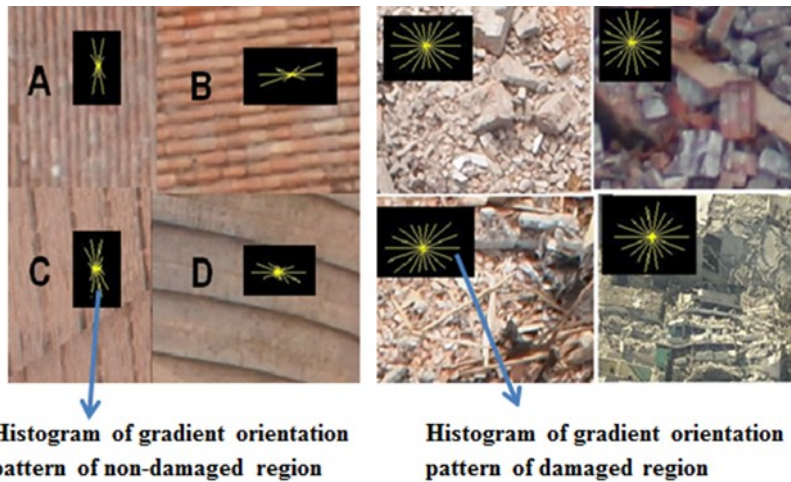 A
B
C
D
Histogram of gradient orientation
pattern of non-damaged region
Histogram of gradient orientation
pattern of damaged region